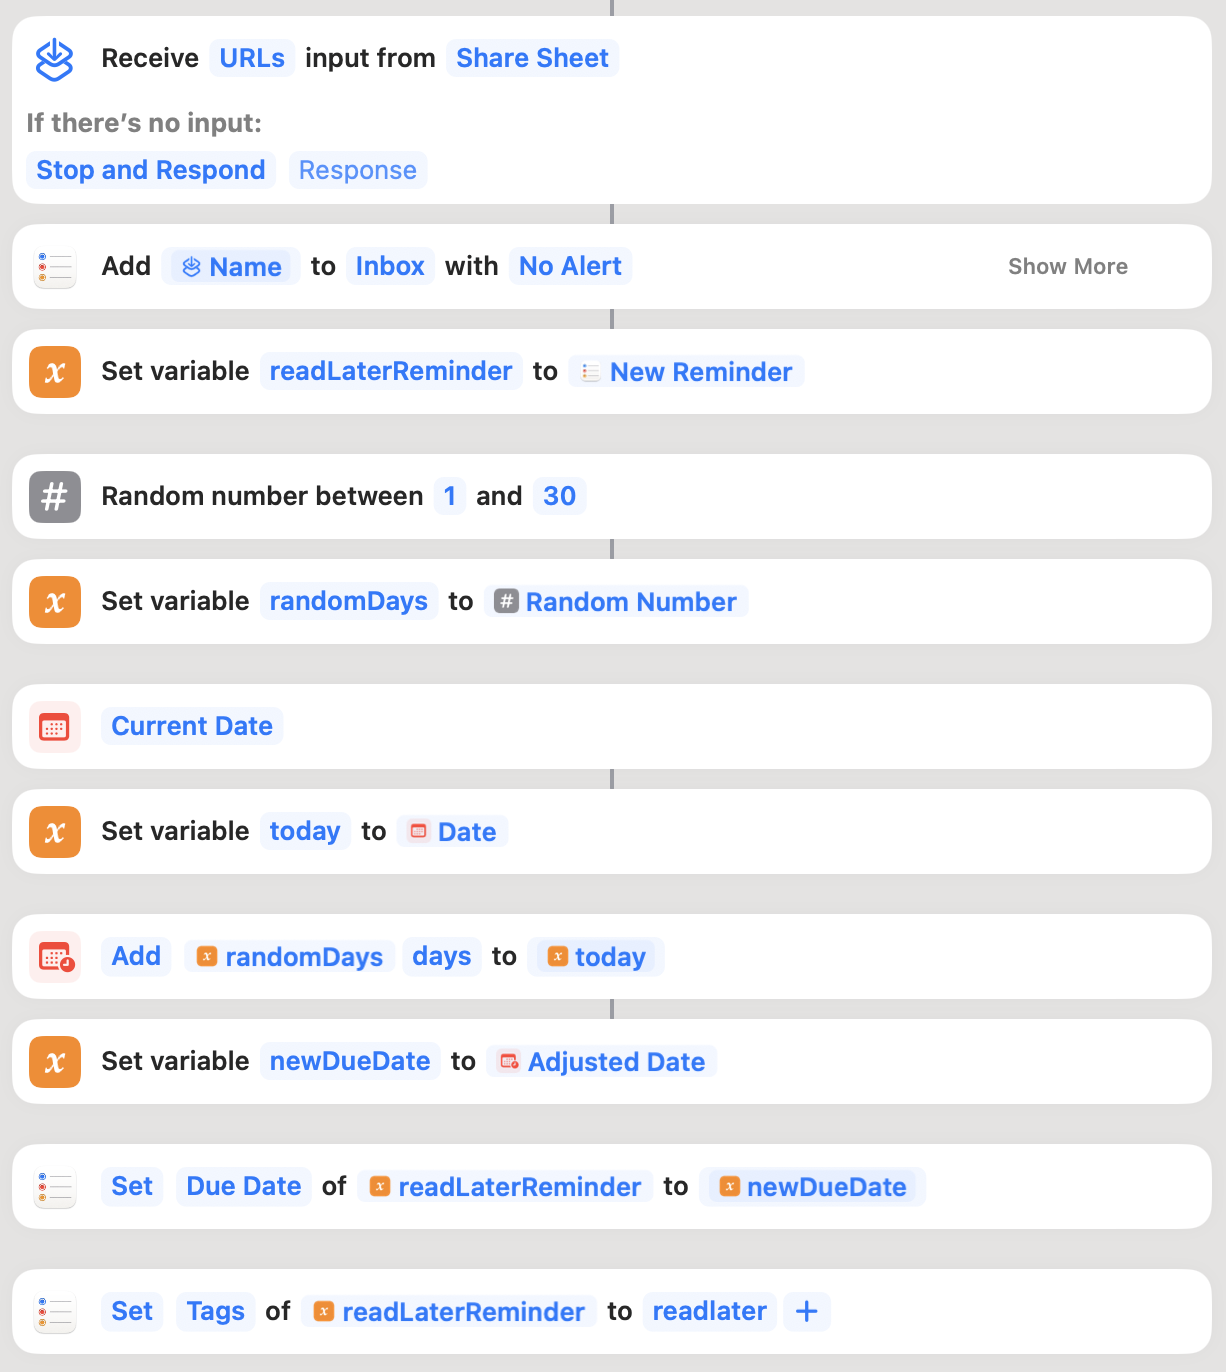 Receive URLs input from Share Sheet
If there's no input:
Stop and Respond Response
Add Name to Inbox with No Alert Show More
x Set variable readLaterReminder to New Reminder
# Random number between 1 and 30
x Set variable randomDays to # Random Number
Current Date
x Set variable today to Date
Add x randomDays days to x today
x Set variable newDueDate to Adjusted Date
Set Due Date of x readLaterReminder to x newDueDate
Set Tags of x readLaterReminder to readlater +